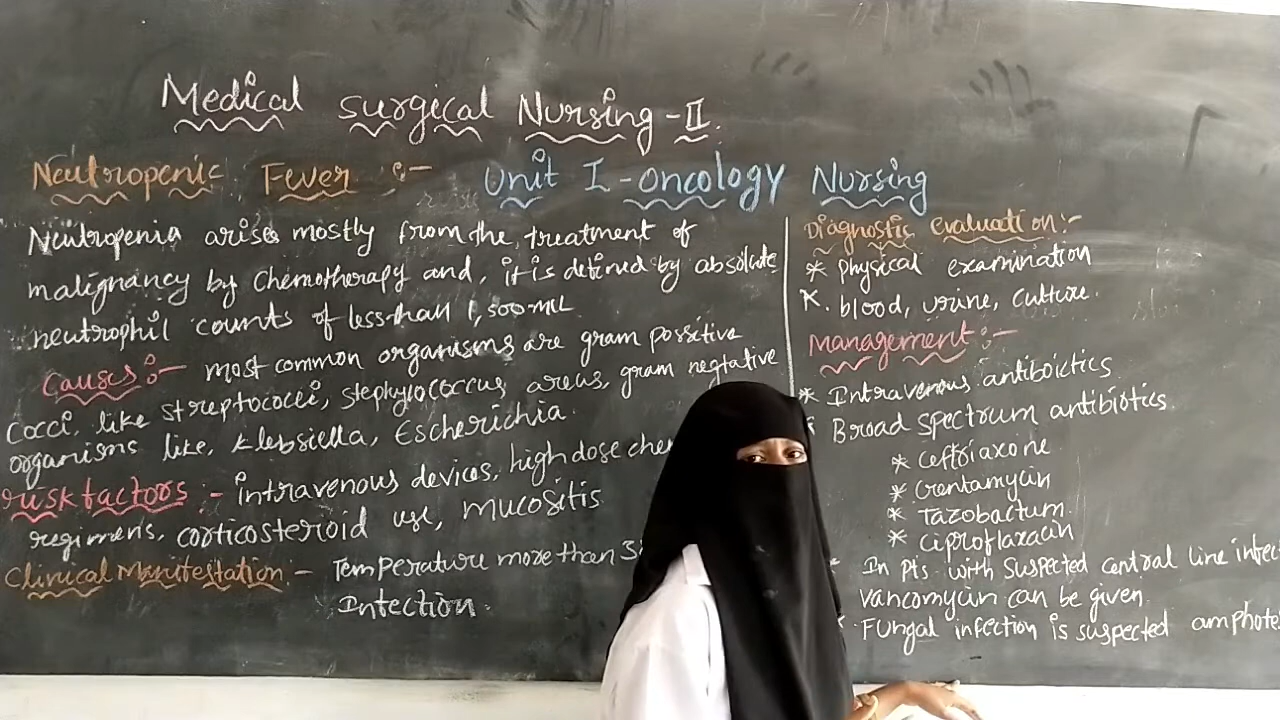 Medical surgical Nursing - II.
Neutropenic Fever :-
Unit I - oncology Nursing
Neutropenia arises mostly from the treatment of
malignancy by Chemotherapy and, it is defined by absolute
neutrophil counts of less than 1,500 ml
Causes :- most common organisms are gram possitive
cocci, like streptococci, stephyococcus areus, gram negtative
organisms like, klebsiella, Escherichia.
risk factors :- intravenous devices, high dose che
regimens, corticosteroid use, mucositis
Clinical Manifestation - Temperature more than 38
Infection.
Diagnostic evaluation :-
* physical examination
* blood, urine, culture.
Management :-
* Intravenous antiboictics
* Broad spectrum antibiotics.
* ceftriaxone
* Gentamycin
* Tazobactum.
* ciproflaxacin
* In Pts with suspected central line infec
vancomycin can be given.
* Fungal infection is suspected amphote